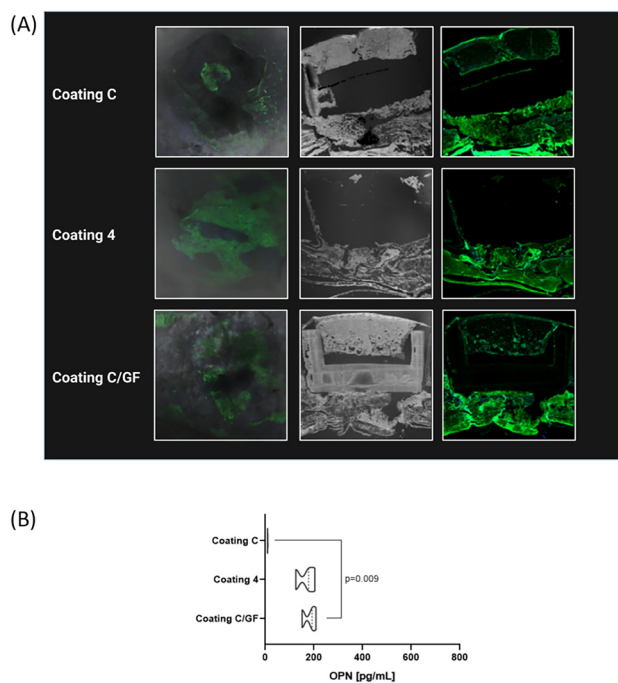 (A)
Coating C
Coating 4
Coating C/GF
(B)
Coating C
Coating 4
p=0.009
Coating C/GF
0 200 400 600 800
OPN [pg/mL]